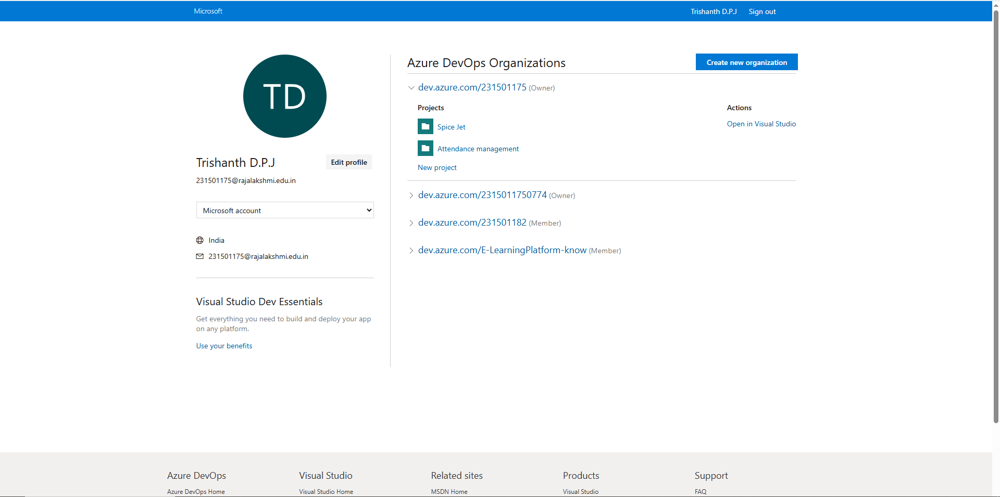 Microsoft
Trishanth D.P.J Sign out
TD
Trishanth D.P.J
Edit profile
231501175@rajalakshmi.edu.in
Microsoft account
India
231501175@rajalakshmi.edu.in
Visual Studio Dev Essentials
Get everything you need to build and deploy your app
on any platform.
Use your benefits
Azure DevOps Organizations
Create new organization
dev.azure.com/231501175 (Owner)
Projects
Actions
Spice Jet
Open in Visual Studio
Attendance management
New project
dev.azure.com/2315011750774 (Owner)
dev.azure.com/231501182 (Member)
dev.azure.com/E-LearningPlatform-know (Member)
Azure DevOps
Azure DevOps Home
Visual Studio
Visual Studio Home
Related sites
MSDN Home
Products
Visual Studio
Support
FAQ